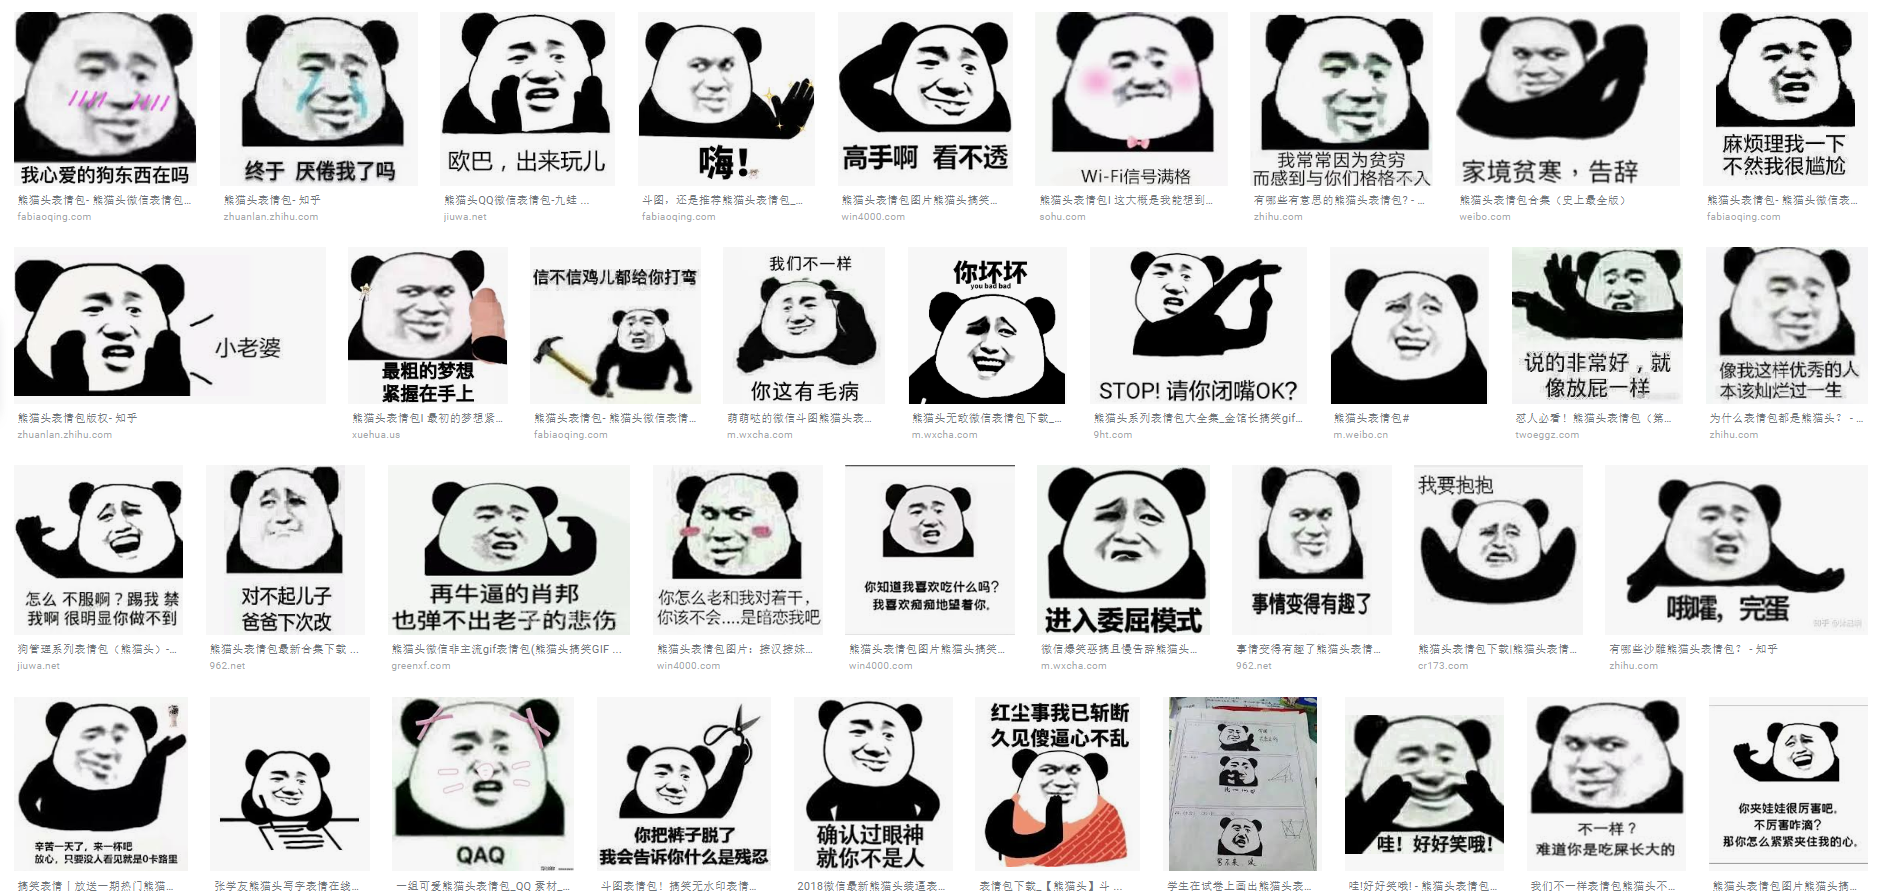 我心爱的狗东西在吗
熊猫头表情包- 熊猫头微信表情包...
fabiaoqing.com
终于 厌倦我了吗
熊猫头表情包- 知乎
zhuanlan.zhihu.com
欧巴，出来玩儿
熊猫头QQ微信表情包-九蛙 ...
jiuwa.net
嗨！
斗图，还是推荐熊猫头表情包_...
fabiaoqing.com
高手啊 看不透
熊猫头表情包图片熊猫头搞笑...
win4000.com
Wi-Fi信号满格
熊猫头表情包I 这大概是我能想到...
sohu.com
我常常因为贫穷
而感到与你们格格不入
有哪些有意思的熊猫头表情包? - ...
zhihu.com
家境贫寒，告辞
熊猫头表情包合集（史上最全版）
weibo.com
麻烦理我一下
不然我很尴尬
熊猫头表情包- 熊猫头微信表...
fabiaoqing.com
小老婆
熊猫头表情包版权- 知乎
zhuanlan.zhihu.com
最粗的梦想
紧握在手上
熊猫头表情包I 最初的梦想紧...
xuehua.us
信不信鸡儿都给你打弯
熊猫头表情包- 熊猫头微信表情...
fabiaoqing.com
我们不一样
你这有毛病
萌萌哒的微信斗图熊猫头表...
m.wxcha.com
你坏坏
you bad bad
熊猫头无敌微信表情包下载_...
m.wxcha.com
STOP! 请你闭嘴OK?
熊猫头系列表情包大全集_金馆长搞笑gif...
9ht.com
熊猫头表情包#
m.weibo.cn
说的非常好，就
像放屁一样
怼人必看！熊猫头表情包（第...
twoeggz.com
像我这样优秀的人
本该灿烂过一生
为什么表情包都是熊猫头？ - ...
zhihu.com
怎么 不服啊？踢我 禁
我啊 很明显你做不到
狗管理系列表情包（熊猫头）-...
jiuwa.net
对不起儿子
爸爸下次改
熊猫头表情包最新合集下载 ...
962.net
再牛逼的肖邦
也弹不出老子的悲伤
熊猫头微信非主流gif表情包(熊猫头搞笑GIF ...
greenxf.com
你怎么老和我对若干，
你该不会....是暗恋我吧
熊猫头表情包图片：撩汉撩妹...
win4000.com
你知道我喜欢吃什么吗？
我喜欢痴痴地望着你。
熊猫头表情包图片熊猫头搞笑...
win4000.com
进入委屈模式
微信爆笑恶搞且慢告辞熊猫头...
m.wxcha.com
事情变得有趣了
事情变得有趣了熊猫头表情...
962.net
我要抱抱
熊猫头表情包下载|熊猫头表情...
cr173.com
哦嚯，完蛋
有哪些沙雕熊猫头表情包？ - 知乎
zhihu.com
辛苦一天了，来一杯吧
放心，只要没人看见就是0卡路里
搞笑表情丨放送一期热门熊猫...
张学友熊猫头写字表情在线...
QAQ
一组可爱熊猫头表情包_QQ 素材_...
你把裤子脱了
我会告诉你什么是残忍
斗图表情包！搞笑无水印表情...
确认过眼神
就你不是人
2018微信最新熊猫头装逼表...
红尘事我已斩断
久见傻逼心不乱
表情包下载_【熊猫头】斗 ...
学生在试卷上画出熊猫头表...
哇！好好笑哦！
哇!好好笑哦! - 熊猫头表情包...
不一样？
难道你是吃屎长大的
我们不一样表情包熊猫头不...
你夹娃娃很厉害吧。
不厉害咋滴？
那你怎么紧紧夹住我的心。
熊猫头表情包图片熊猫头搞...